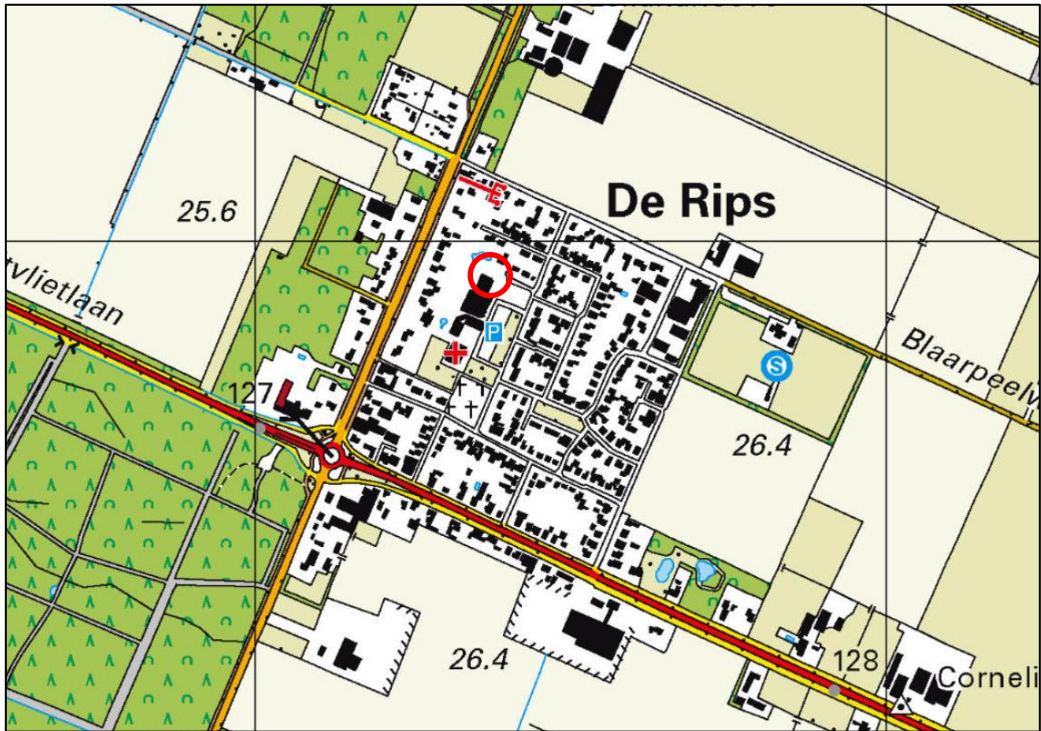 De Rips
25.6
tvlietlaan
P
Blaarpeelw
S
127
26.4
26.4
128
Corneli